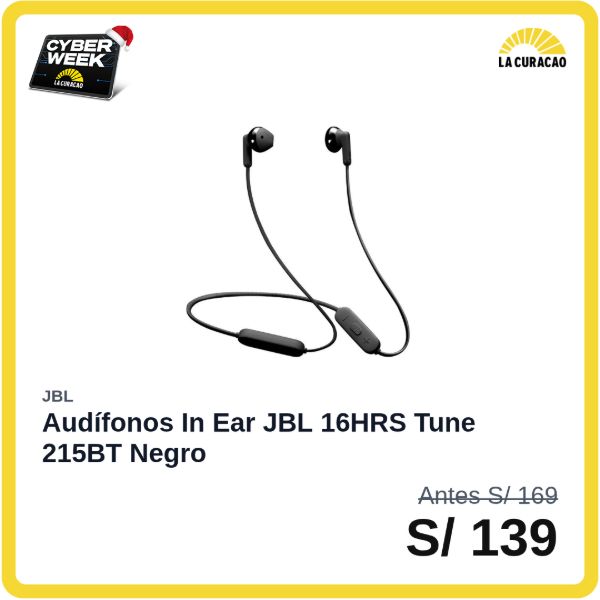 CYBER
WEEK
LA CURACAO
LA CURACAO
JBL
Audífonos In Ear JBL 16HRS Tune
215BT Negro
Antes S/ 169
S/ 139